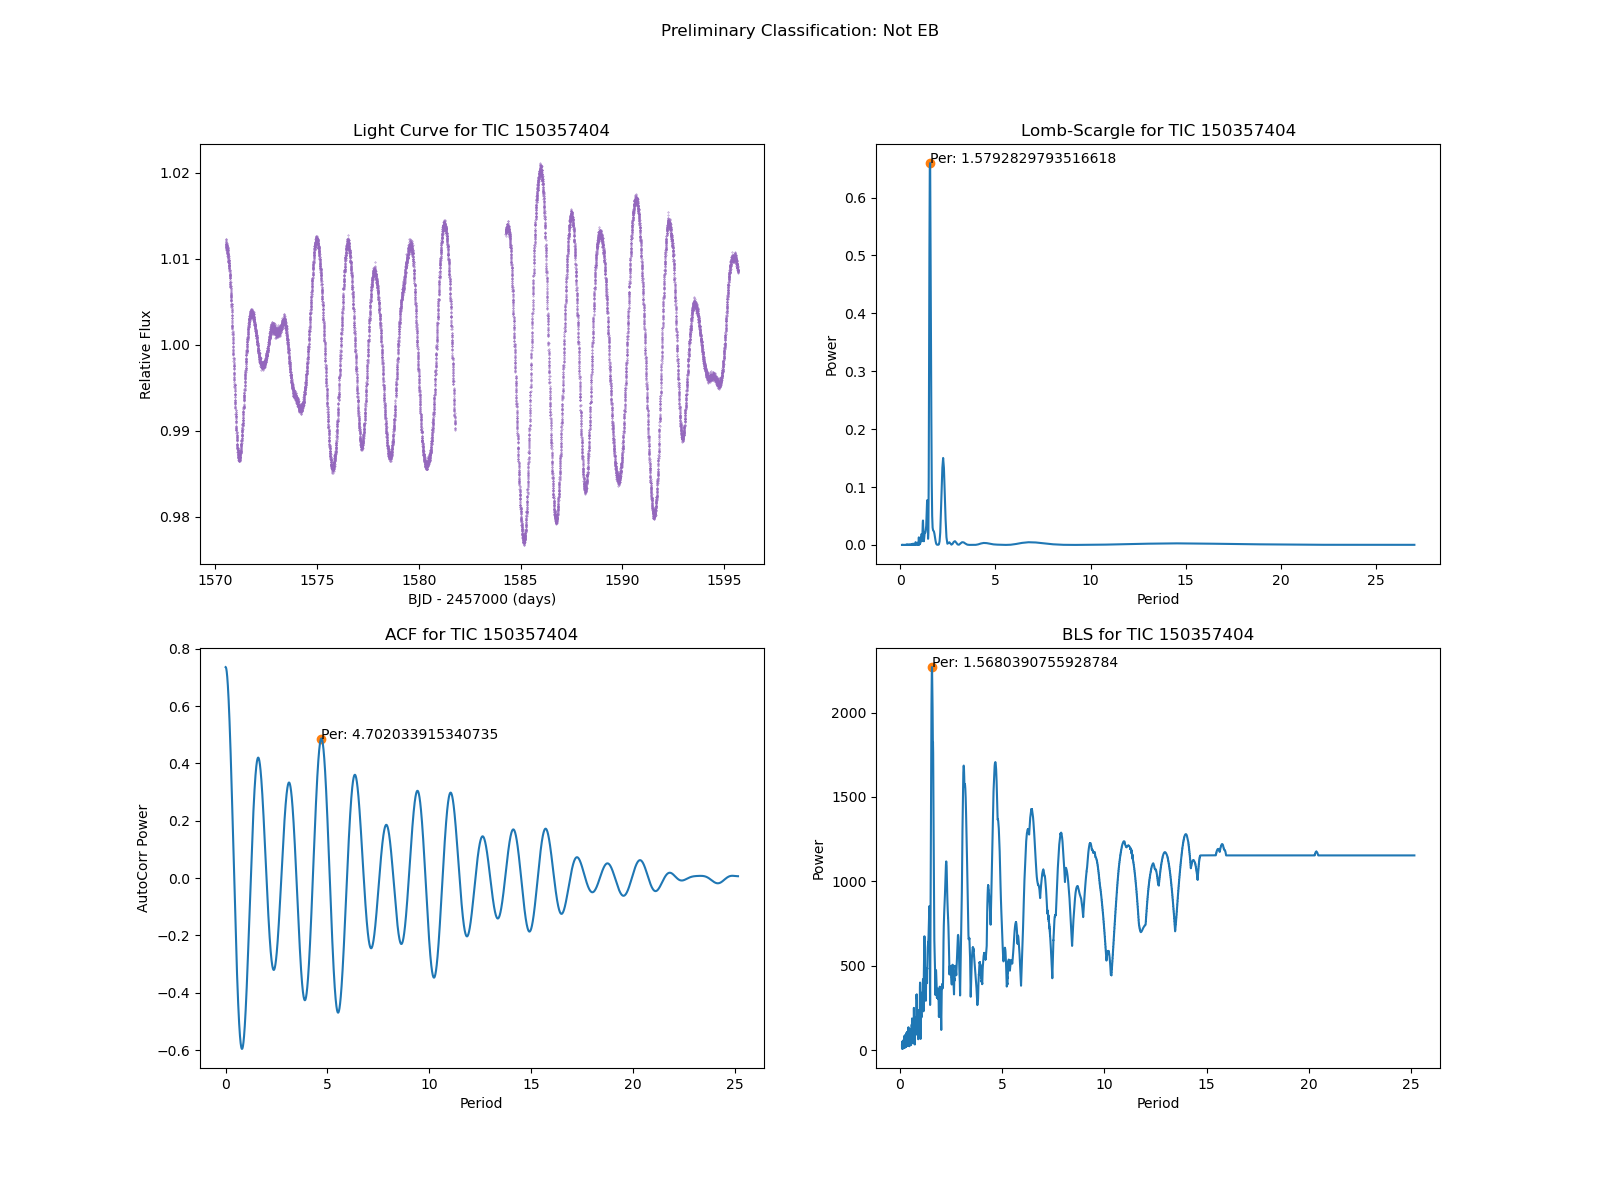 Preliminary Classification: Not EB
Light Curve for TIC 150357404
Relative Flux
1.02
1.01
1.00
0.99
0.98
1570 1575 1580 1585 1590 1595
BJD - 2457000 (days)
Lomb-Scargle for TIC 150357404
Per: 1.5792829793516618
Power
0.6
0.5
0.4
0.3
0.2
0.1
0.0
0 5 10 15 20 25
Period
ACF for TIC 150357404
Per: 4.702033915340735
AutoCorr Power
0.8
0.6
0.4
0.2
0.0
−0.2
−0.4
−0.6
0 5 10 15 20 25
Period
BLS for TIC 150357404
Per: 1.5680390755928784
Power
2000
1500
1000
500
0
0 5 10 15 20 25
Period